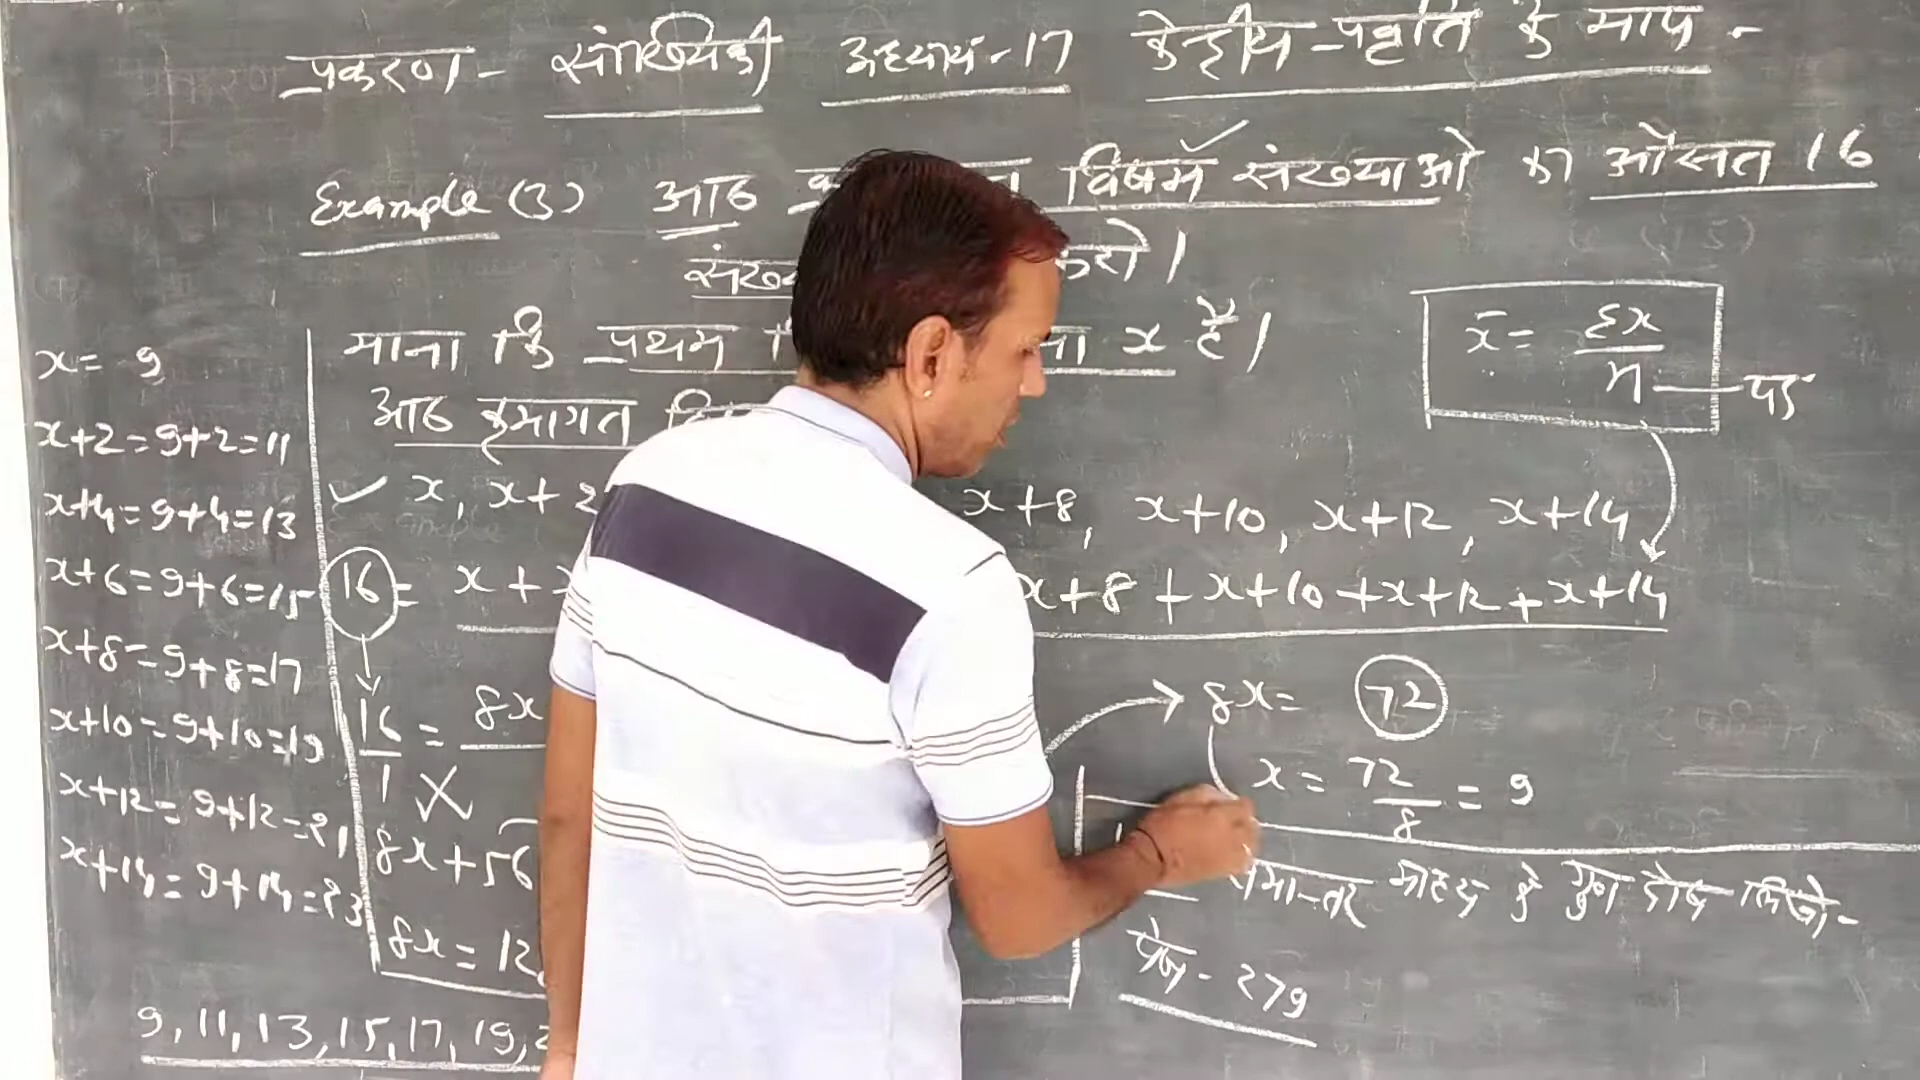 प्रकरण - सांख्यिकी अध्याय - 17 केन्द्रीय - प्रवृत्ति के माप -
Example (3) आठ विषम संख्याओ का औसत 16
करो।
माना कि प्रथम x है।
x̄ = Σx / n — पद
आठ क्रमागत
✓ x, x+2 x+8, x+10, x+12, x+14
16 = x + x+8 + x+10 + x+12 + x+14
16/1 = 8x
8x + 56
8x = 12
8x = 72
x = 72/8 = 9
समान्तर माध्य के गुण दोष लिखो -
पेज - 279
x = 9
x+2 = 9+2 = 11
x+4 = 9+4 = 13
x+6 = 9+6 = 15
x+8 = 9+8 = 17
x+10 = 9+10 = 19
x+12 = 9+12 = 21
x+14 = 9+14 = 23
9, 11, 13, 15, 17, 19, 2